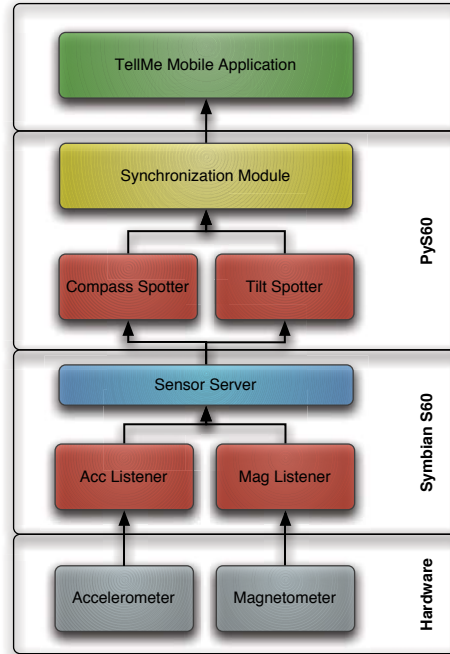 TellMe Mobile Application
Synchronization Module
PyS60
Compass Spotter
Tilt Spotter
Sensor Server
Symbian S60
Acc Listener
Mag Listener
Accelerometer
Magnetometer
Hardware